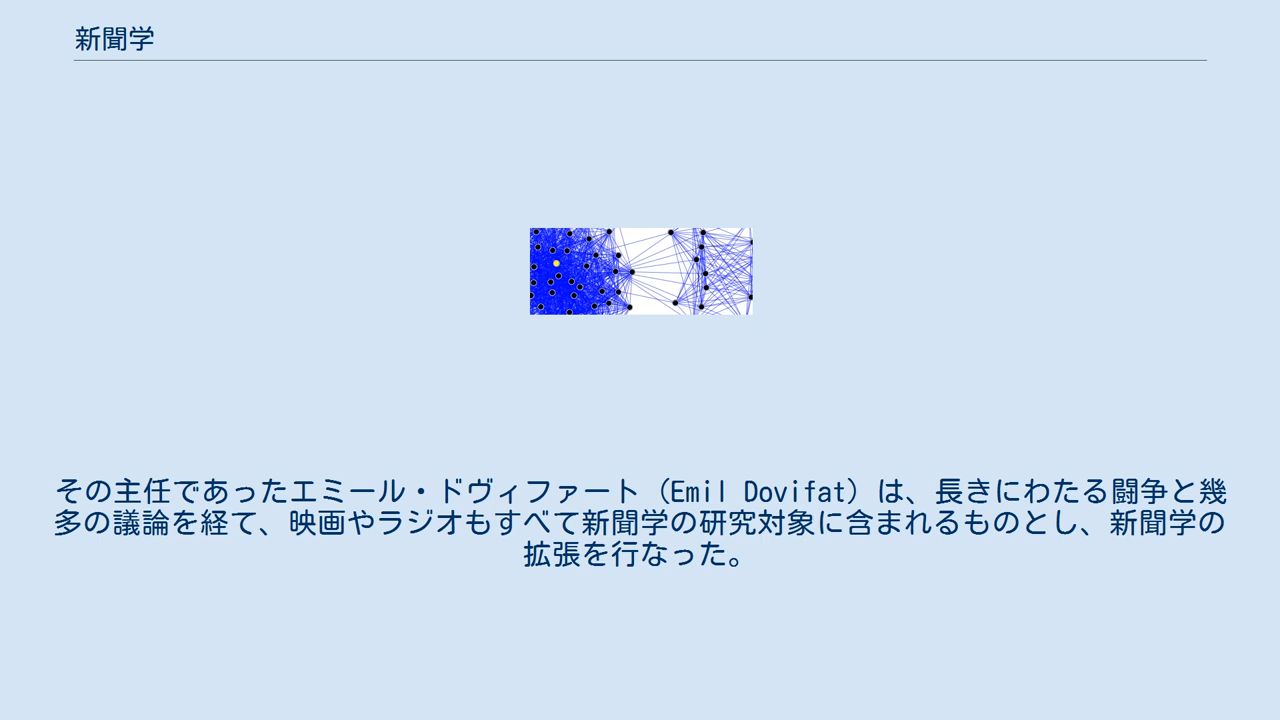 新聞学
その主任であったエミール・ドヴィファート（Emil Dovifat）は、長きにわたる闘争と幾
多の議論を経て、映画やラジオもすべて新聞学の研究対象に含まれるものとし、新聞学の
拡張を行なった。